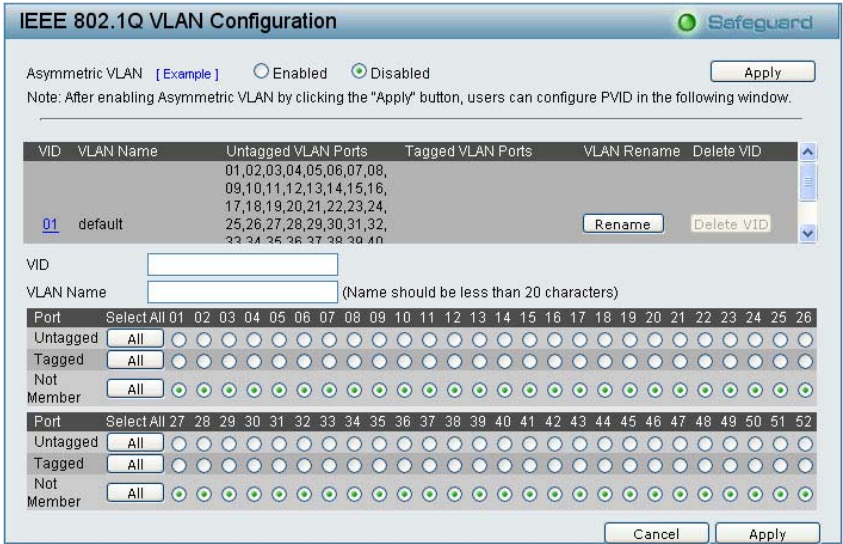 IEEE 802.1Q VLAN Configuration
Safeguard
Asymmetric VLAN [ Example ] Enabled Disabled Apply
Note: After enabling Asymmetric VLAN by clicking the "Apply" button, users can configure PVID in the following window.
VID VLAN Name Untagged VLAN Ports Tagged VLAN Ports VLAN Rename Delete VID
01,02,03,04,05,06,07,08,
09,10,11,12,13,14,15,16,
17,18,19,20,21,22,23,24,
01 default 25,26,27,28,29,30,31,32, Rename Delete VID
33,34,35,36,37,38,39,40
VID
VLAN Name (Name should be less than 20 characters)
Port Select All 01 02 03 04 05 06 07 08 09 10 11 12 13 14 15 16 17 18 19 20 21 22 23 24 25 26
Untagged All
Tagged All
Not
Member All
Port Select All 27 28 29 30 31 32 33 34 35 36 37 38 39 40 41 42 43 44 45 46 47 48 49 50 51 52
Untagged All
Tagged All
Not
Member All
Cancel Apply